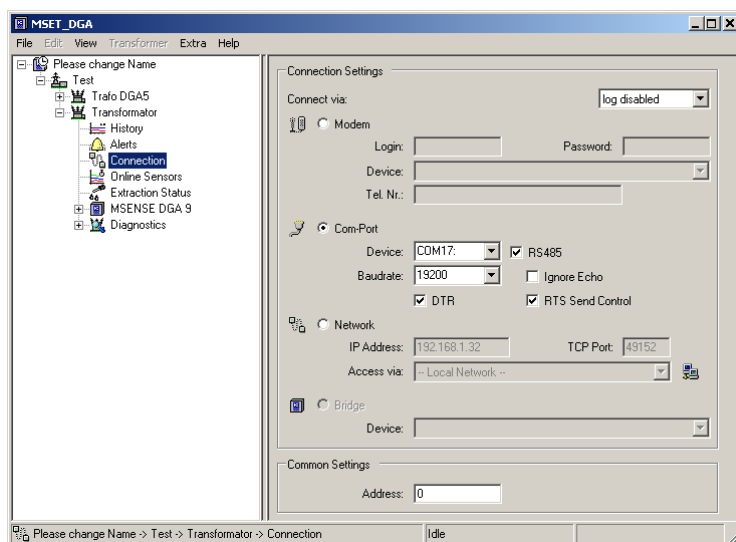 MSET_DGA
File Edit View Transformer Extra Help
Please change Name
Test
Trafo DGA5
Transformator
History
Alerts
Connection
Online Sensors
Extraction Status
MSENSE DGA 9
Diagnostics
Connection Settings
Connect via: log disabled
Modem
Login: Password:
Device:
Tel. Nr.:
Com-Port
Device: COM17: RS485
Baudrate: 19200 Ignore Echo
DTR RTS Send Control
Network
IP Address: 192.168.1.32 TCP Port: 49152
Access via: -- Local Network --
Bridge
Device:
Common Settings
Address: 0
Please change Name -> Test -> Transformator -> Connection Idle